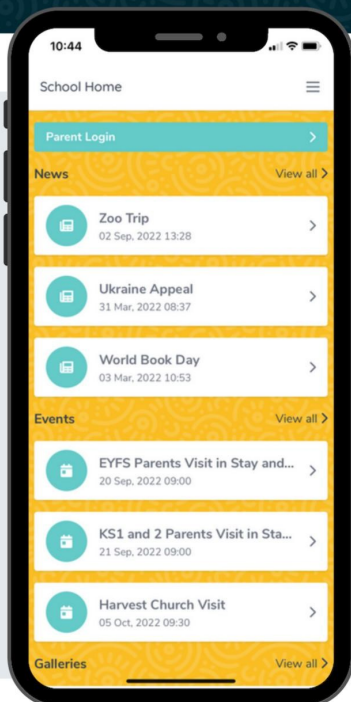 10:44
School Home
Parent Login
News View all
Zoo Trip
02 Sep, 2022 13:28
Ukraine Appeal
31 Mar, 2022 08:37
World Book Day
03 Mar, 2022 10:53
Events View all
EYFS Parents Visit in Stay and...
20 Sep, 2022 09:00
KS1 and 2 Parents Visit in Sta...
21 Sep, 2022 09:00
Harvest Church Visit
05 Oct, 2022 09:30
Galleries View all